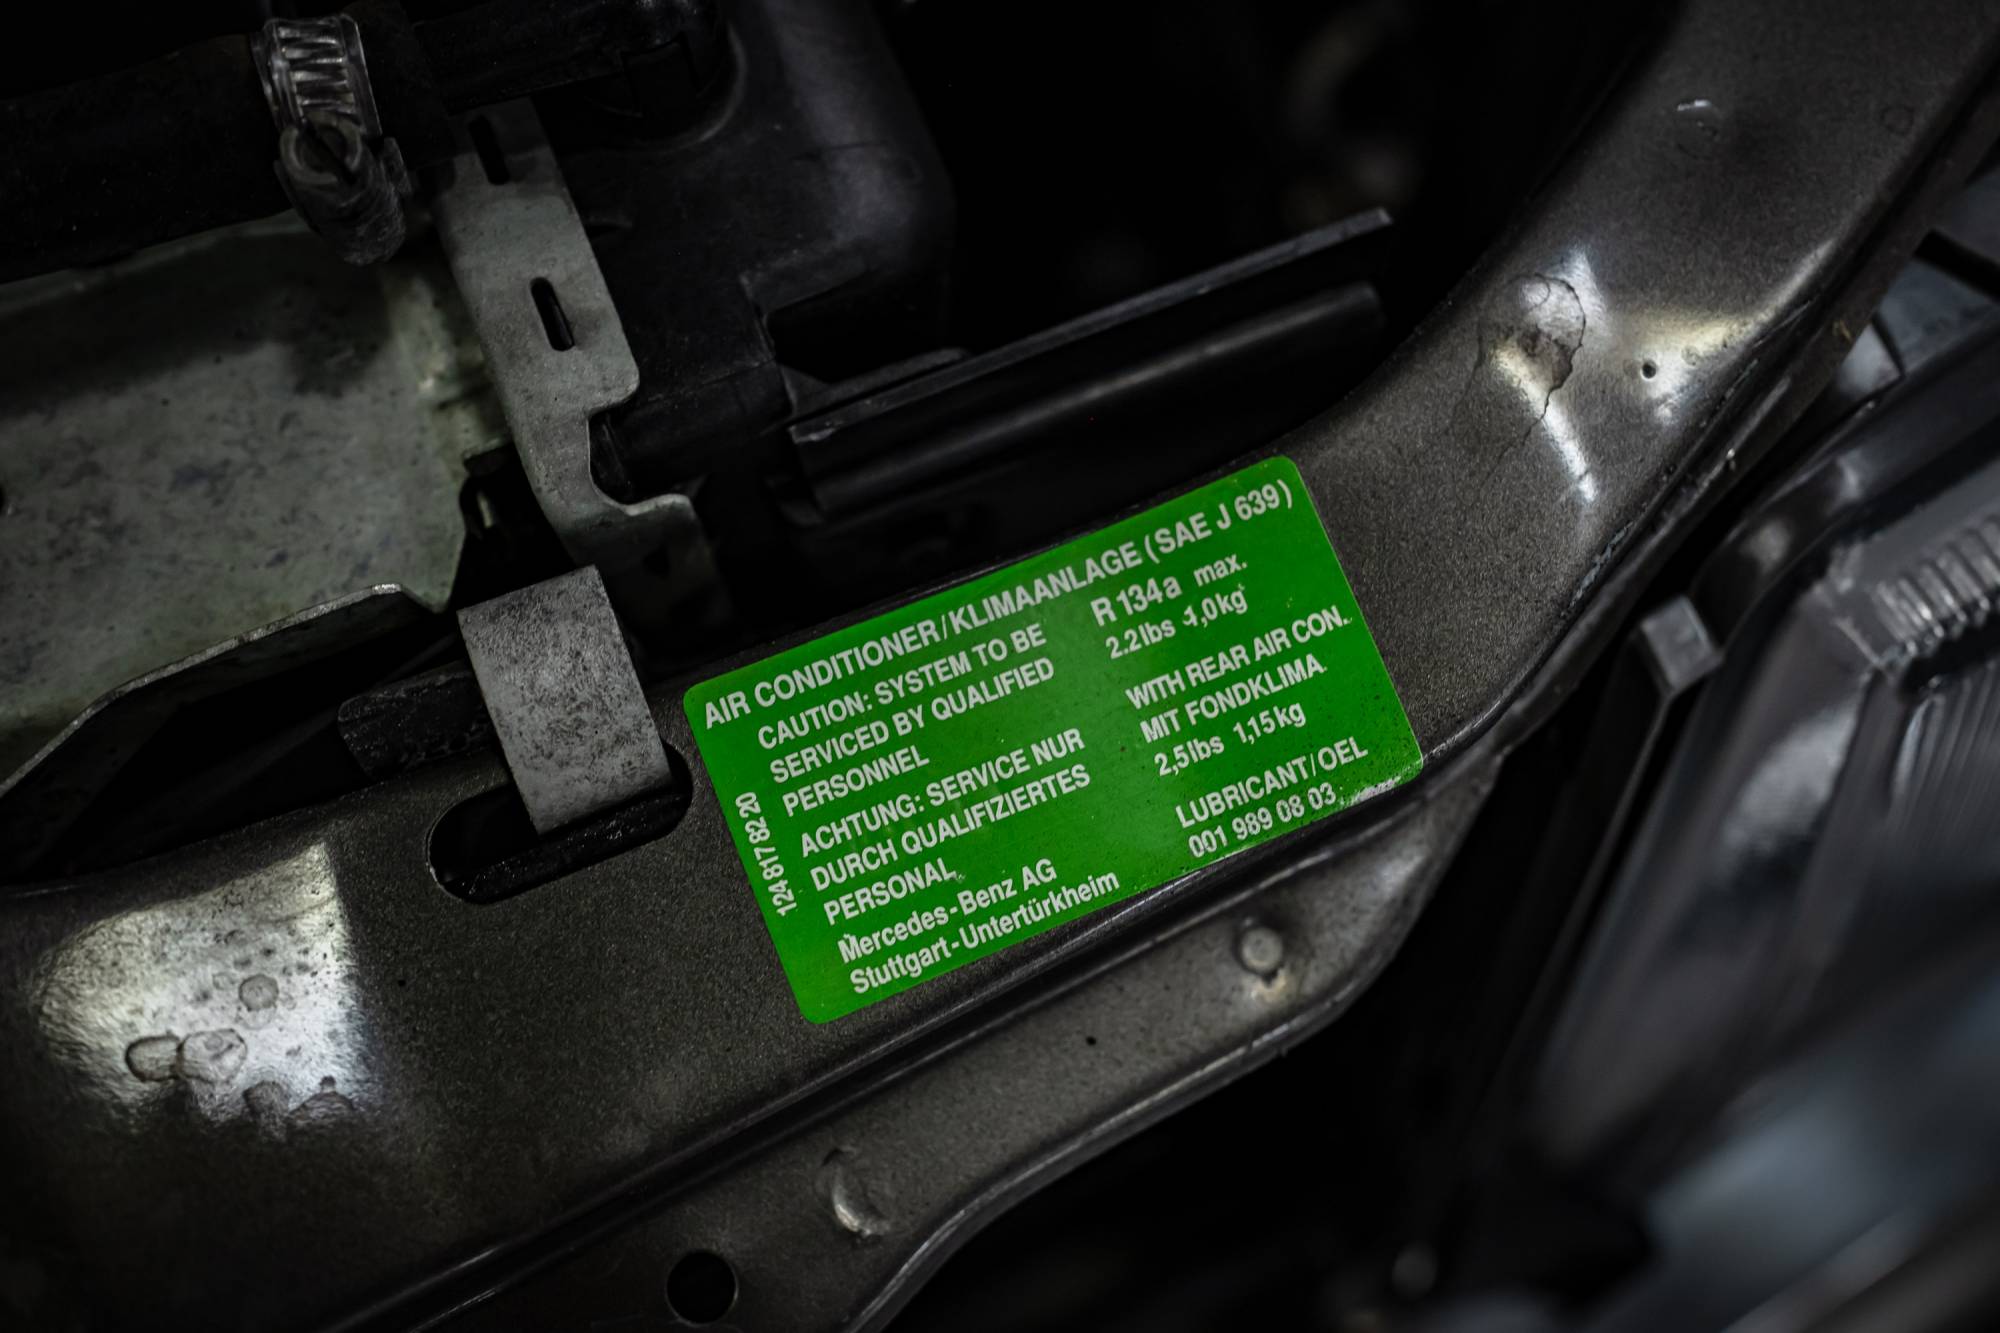 AIR CONDITIONER/KLIMAANLAGE (SAE J 639)
CAUTION: SYSTEM TO BE
SERVICED BY QUALIFIED
PERSONNEL
ACHTUNG: SERVICE NUR
DURCH QUALIFIZIERTES
PERSONAL
Mercedes-Benz AG
Stuttgart-Untertürkheim
R 134a max.
2.2lbs 1,0kg
WITH REAR AIR CON.
MIT FONDKLIMA
2,5lbs 1,15kg
LUBRICANT/OEL
001 989 08 03
124 817 82 20